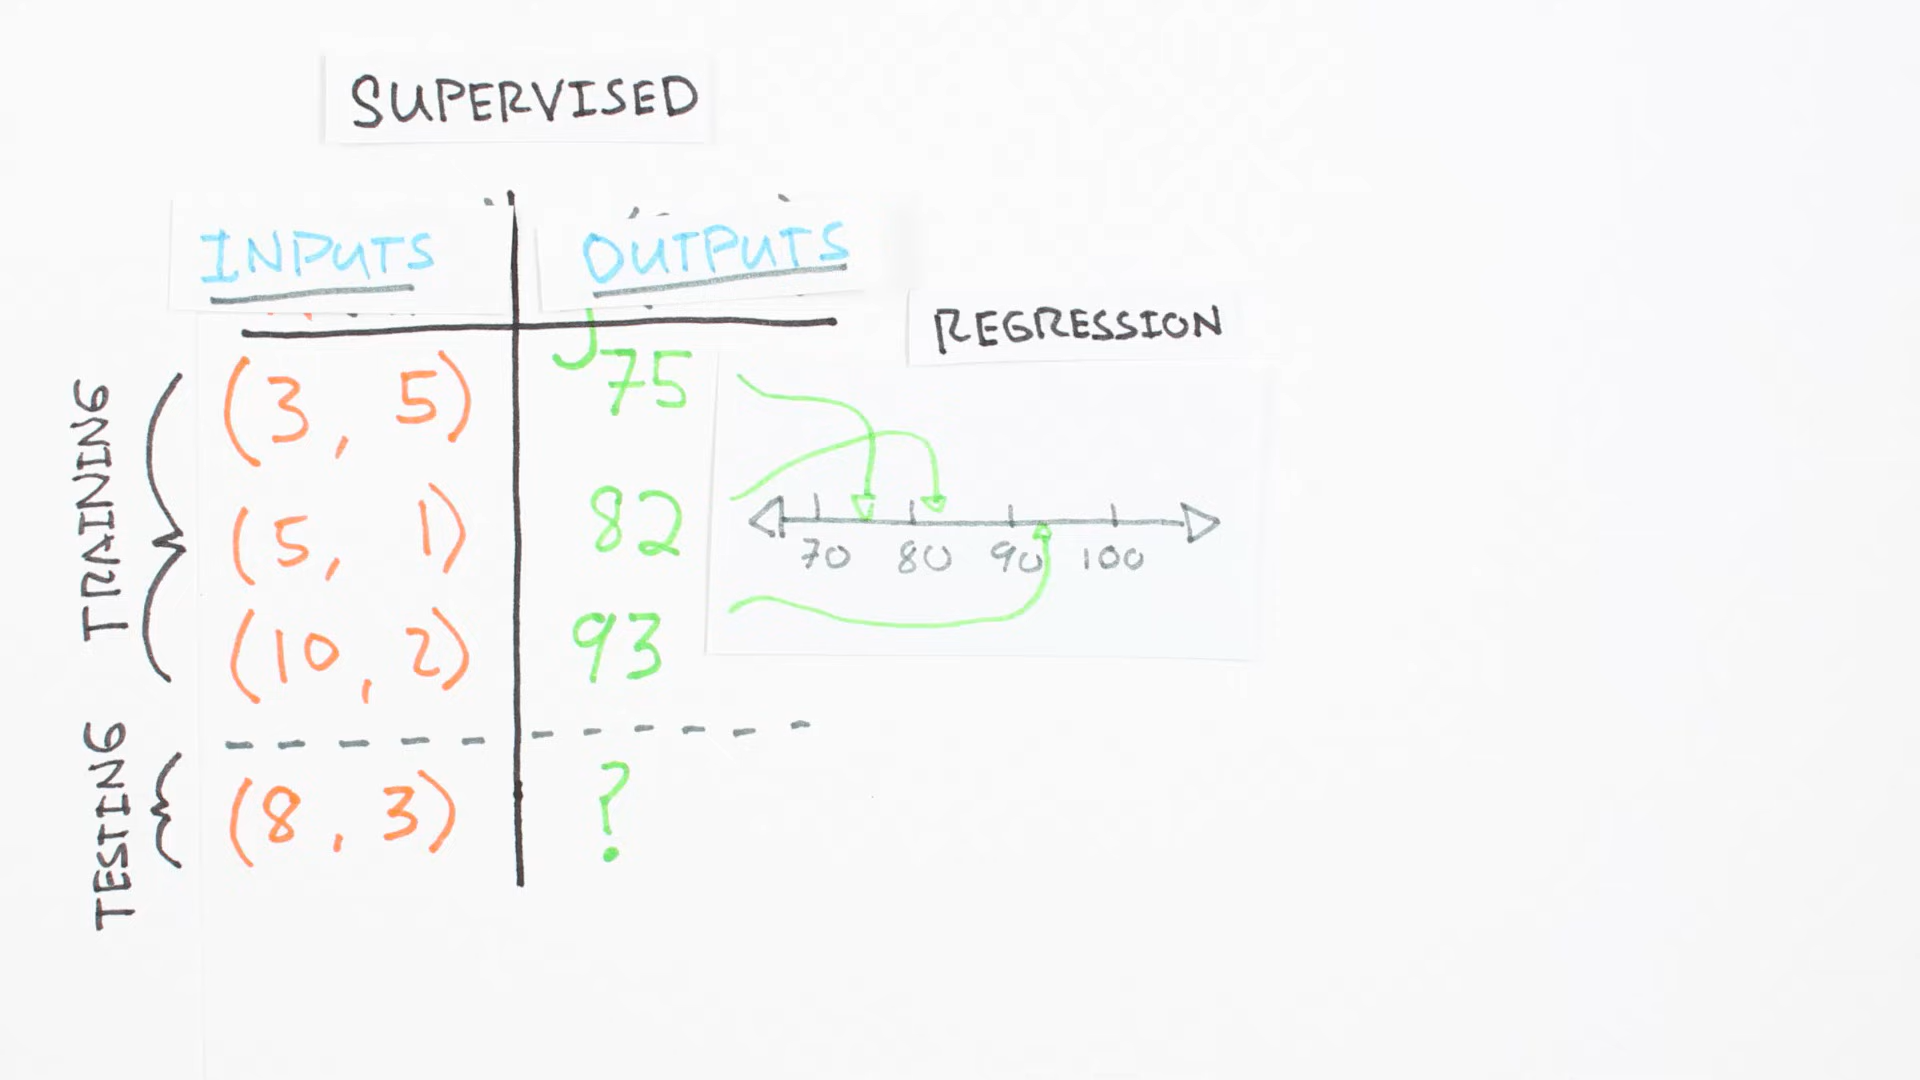 SUPERVISED
INPUTS OUTPUTS
REGRESSION
TRAINING
(3, 5) 75
(5, 1) 82
(10, 2) 93
70 80 90 100
TESTING
(8, 3) ?